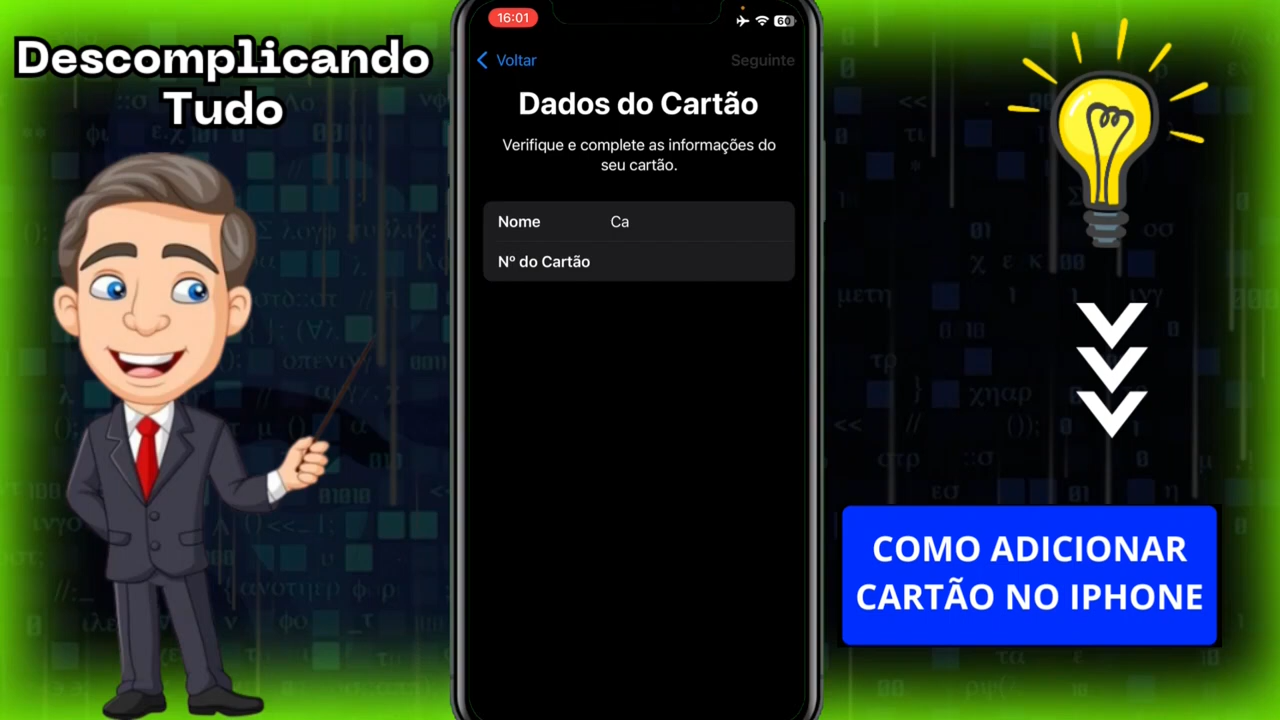 Descomplicando
Tudo
16:01
60
Voltar
Seguinte
Dados do Cartão
Verifique e complete as informações do
seu cartão.
Nome
Ca
Nº do Cartão
COMO ADICIONAR
CARTÃO NO IPHONE